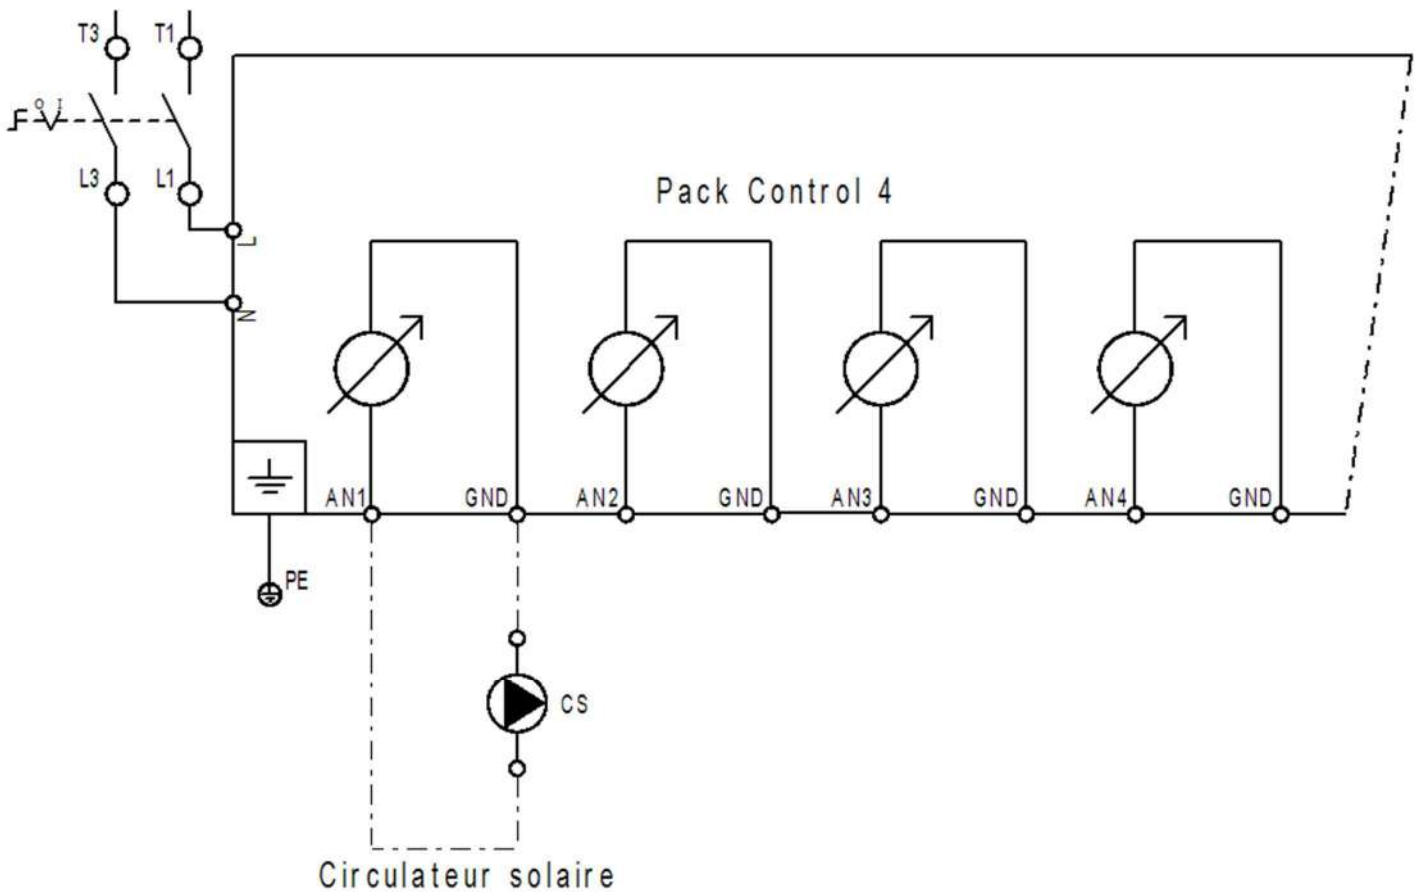 T3 T1
O I
L3 L1
Pack Control 4
L
N
AN1 GND AN2 GND AN3 GND AN4 GND
PE
CS
Circulateur solaire